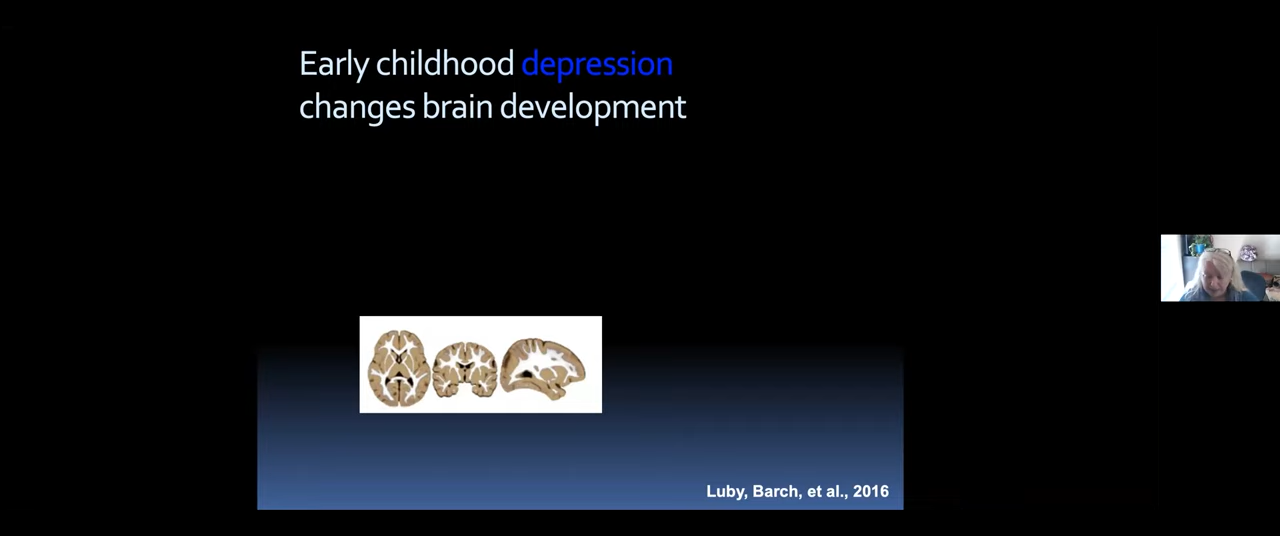 Early childhood depression
changes brain development
Luby, Barch, et al., 2016